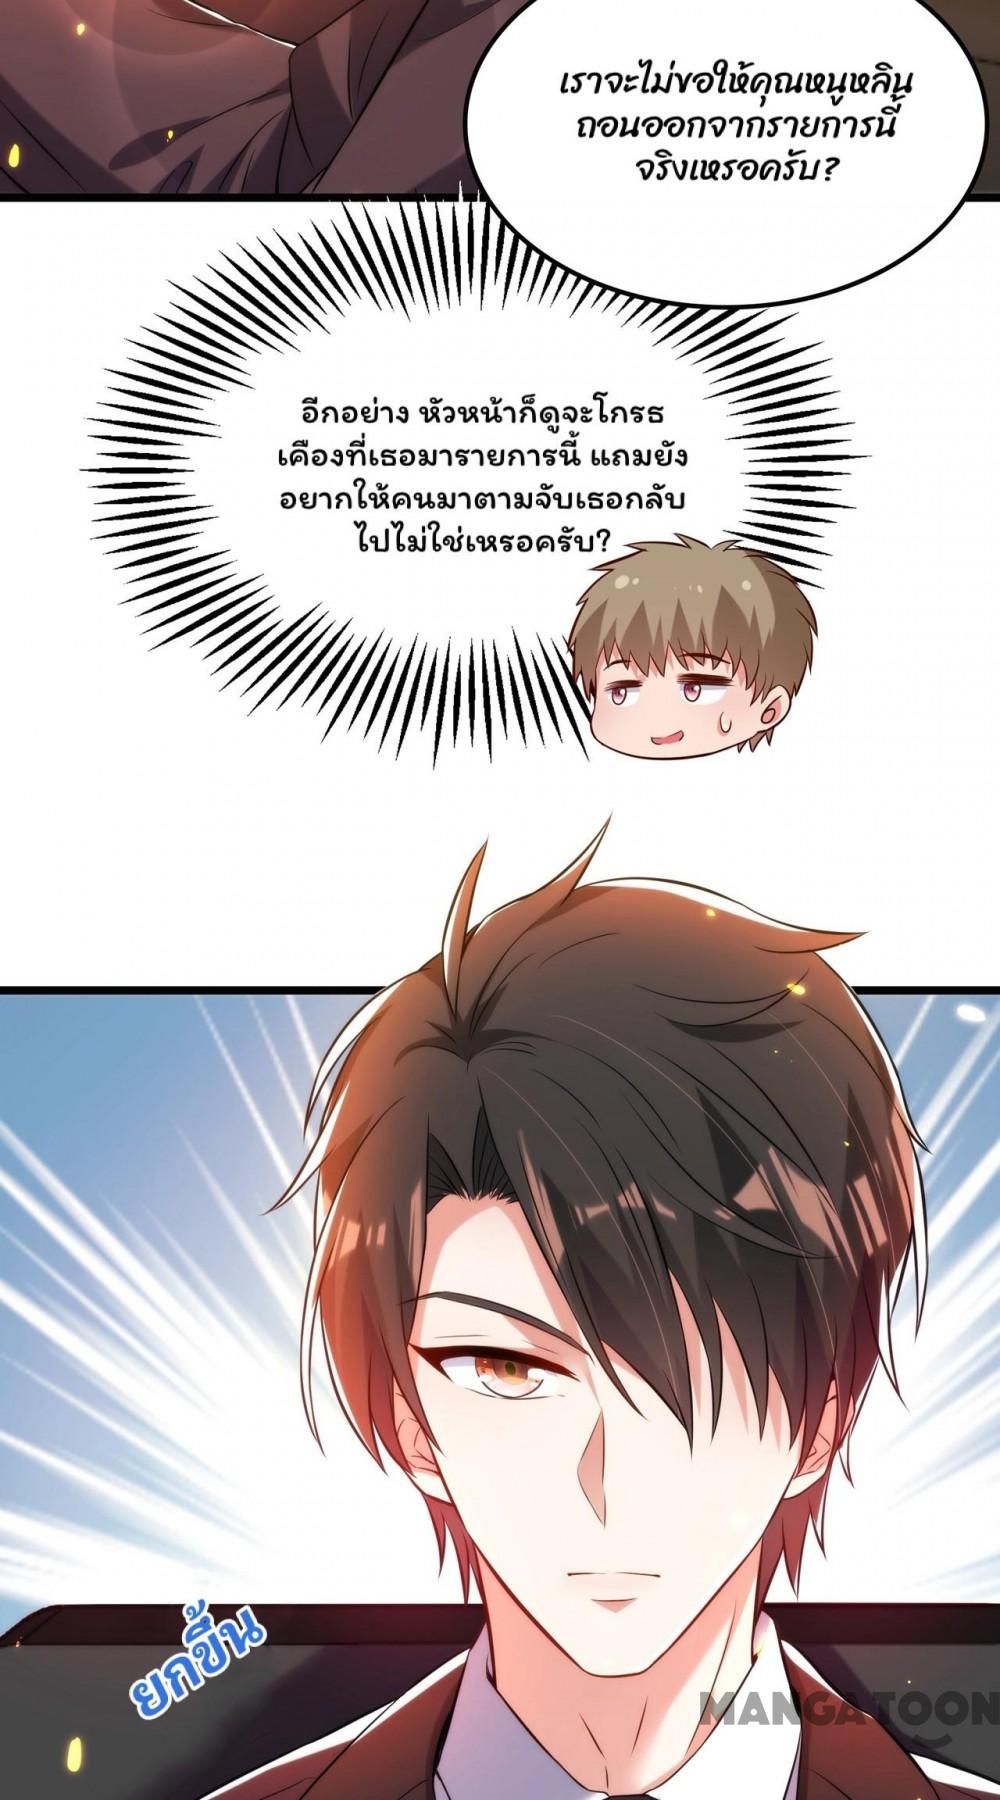 เราจะไม่ขอให้คุณหนูหลิน
ถอนออกจากรายการนี้
จริงเหรอครับ?
อีกอย่าง หัวหน้าก็ดูจะโกรธ
เคืองที่เธอมารายการนี้ แถมยัง
อยากให้คนมาตามจับเธอกลับ
ไปไม่ใช่เหรอครับ?
ยกขึ้น
MANGATOON